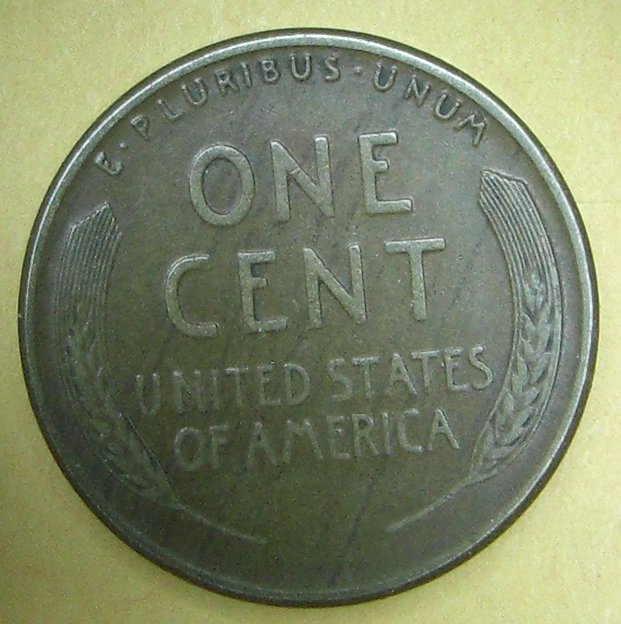 E·PLURIBUS·UNUM
ONE
CENT
UNITED STATES
OF AMERICA